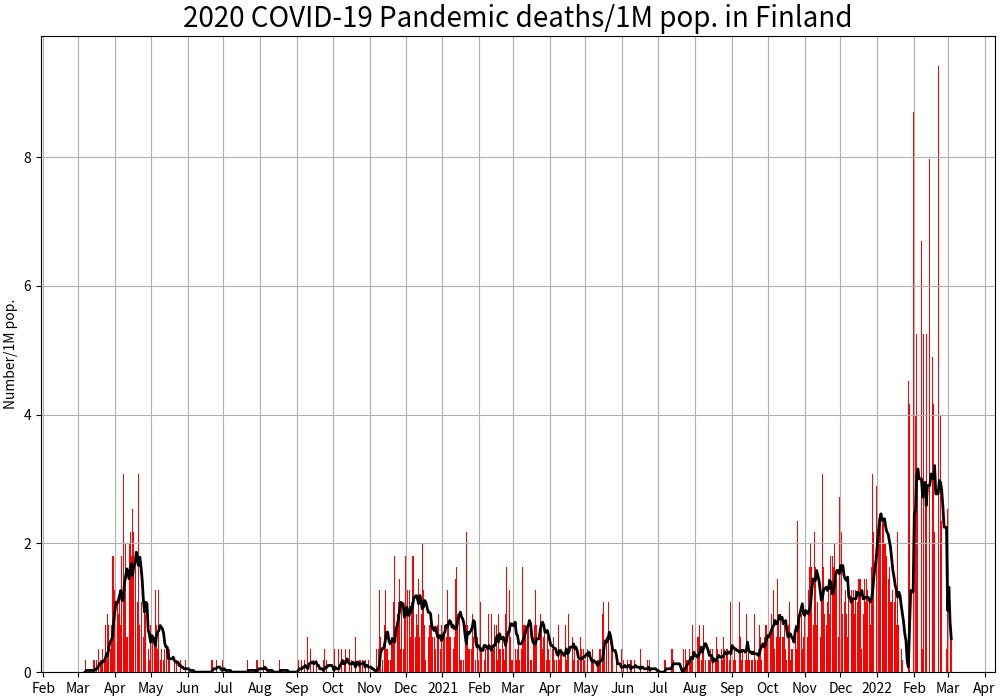 2020 COVID-19 Pandemic deaths/1M pop. in Finland
Number/1M pop.
8
6
4
2
0
Feb Mar Apr May Jun Jul Aug Sep Oct Nov Dec 2021 Feb Mar Apr May Jun Jul Aug Sep Oct Nov Dec 2022 Feb Mar Apr